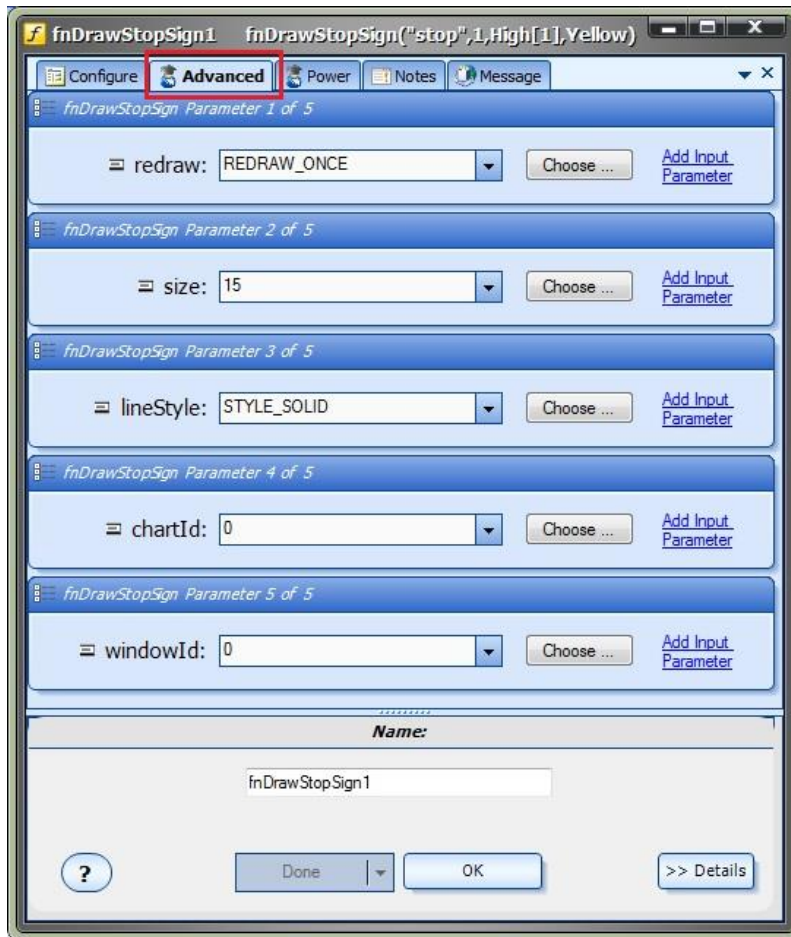 fnDrawStopSign1 fnDrawStopSign("stop",1,High[1],Yellow)
Configure Advanced Power Notes Message
fnDrawStopSign Parameter 1 of 5
redraw: REDRAW_ONCE Choose ... Add Input
Parameter
fnDrawStopSign Parameter 2 of 5
size: 15 Choose ... Add Input
Parameter
fnDrawStopSign Parameter 3 of 5
lineStyle: STYLE_SOLID Choose ... Add Input
Parameter
fnDrawStopSign Parameter 4 of 5
chartId: 0 Choose ... Add Input
Parameter
fnDrawStopSign Parameter 5 of 5
windowId: 0 Choose ... Add Input
Parameter
Name:
fnDrawStopSign1
? Done OK >> Details